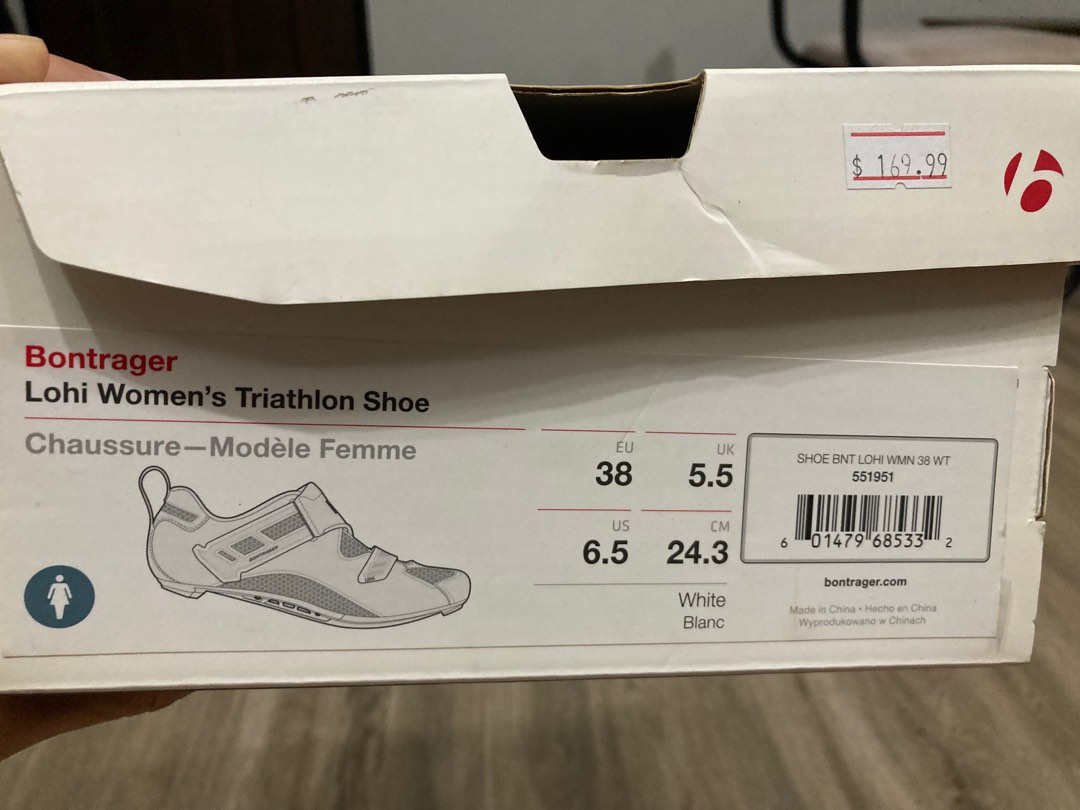 $ 169.99
Bontrager
Lohi Women's Triathlon Shoe
Chaussure—Modèle Femme
EU
38
UK
5.5
US
6.5
CM
24.3
White
Blanc
SHOE BNT LOHI WMN 38 WT
551951
6 01479 68533 2
bontrager.com
Made in China • Hecho en China
Wyprodukowano w Chinach
BONTRAGER
LOHI